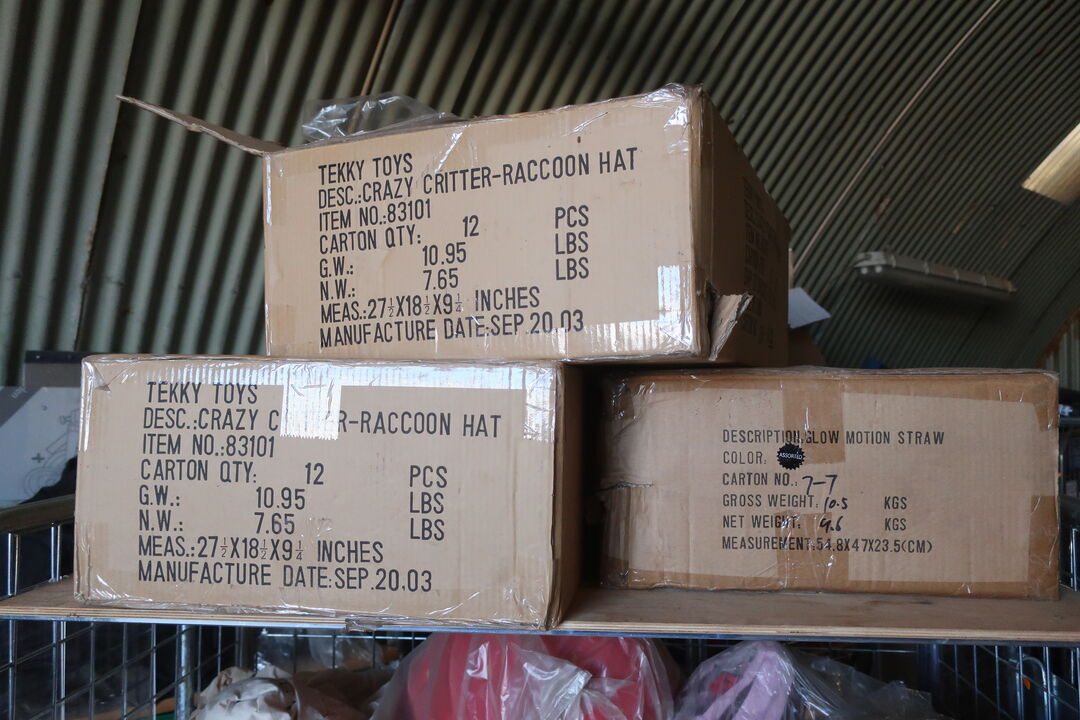 TEKKY TOYS
DESC.:CRAZY CRITTER-RACCOON HAT
ITEM NO.:83101
CARTON QTY: 12 PCS
G.W.: 10.95 LBS
N.W.: 7.65 LBS
MEAS.:27½X18½X9¼ INCHES
MANUFACTURE DATE:SEP.20,03
TEKKY TOYS
DESC.:CRAZY C R-RACCOON HAT
ITEM NO.:83101
CARTON QTY: 12 PCS
G.W.: 10.95 LBS
N.W.: 7.65 LBS
MEAS.:27½X18½X9¼ INCHES
MANUFACTURE DATE:SEP.20,03
DESCRIPTION:GLOW MOTION STRAW
COLOR: ASSORTED
CARTON NO.: 7-7
GROSS WEIGHT: 10.5 KGS
NET WEIGHT: 9.6 KGS
MEASUREMENT:54.8X47X23.5(CM)